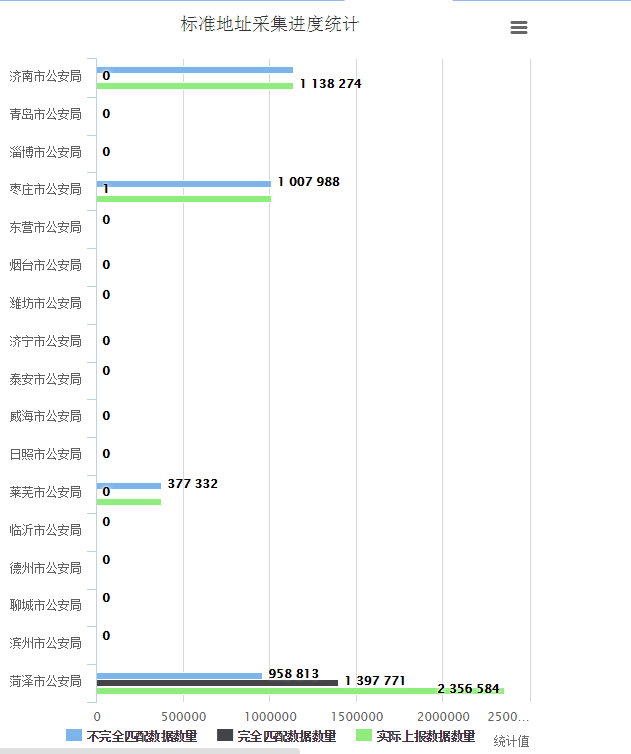 标准地址采集进度统计
济南市公安局
0
1 138 274
青岛市公安局
0
淄博市公安局
0
枣庄市公安局
1 007 988
1
东营市公安局
0
烟台市公安局
0
潍坊市公安局
0
济宁市公安局
0
泰安市公安局
0
威海市公安局
0
日照市公安局
0
莱芜市公安局
377 332
0
临沂市公安局
0
德州市公安局
0
聊城市公安局
0
滨州市公安局
0
菏泽市公安局
958 813
1 397 771
2 356 584
0 500000 1000000 1500000 2000000 2500...
不完全匹配数据数量 完全匹配数据数量 实际上报数据数量
统计值